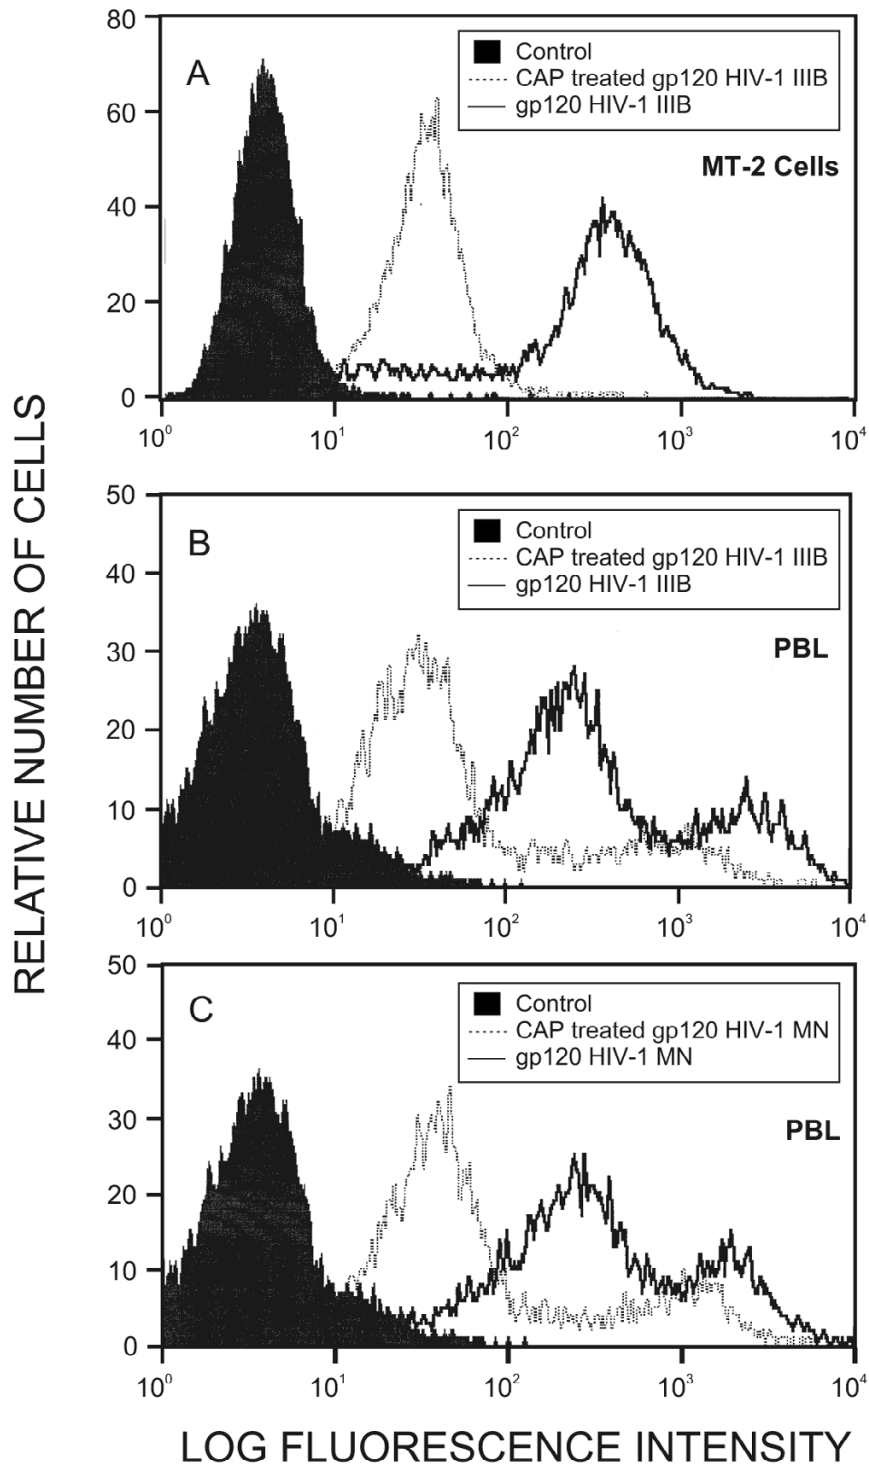 RELATIVE NUMBER OF CELLS
80
60
40
20
0
A
Control
CAP treated gp120 HIV-1 IIIB
gp120 HIV-1 IIIB
MT-2 Cells
10⁰ 10¹ 10² 10³ 10⁴
50
40
30
20
10
0
B
Control
CAP treated gp120 HIV-1 IIIB
gp120 HIV-1 IIIB
PBL
10⁰ 10¹ 10² 10³ 10⁴
50
40
30
20
10
0
C
Control
CAP treated gp120 HIV-1 MN
gp120 HIV-1 MN
PBL
10⁰ 10¹ 10² 10³ 10⁴
LOG FLUORESCENCE INTENSITY